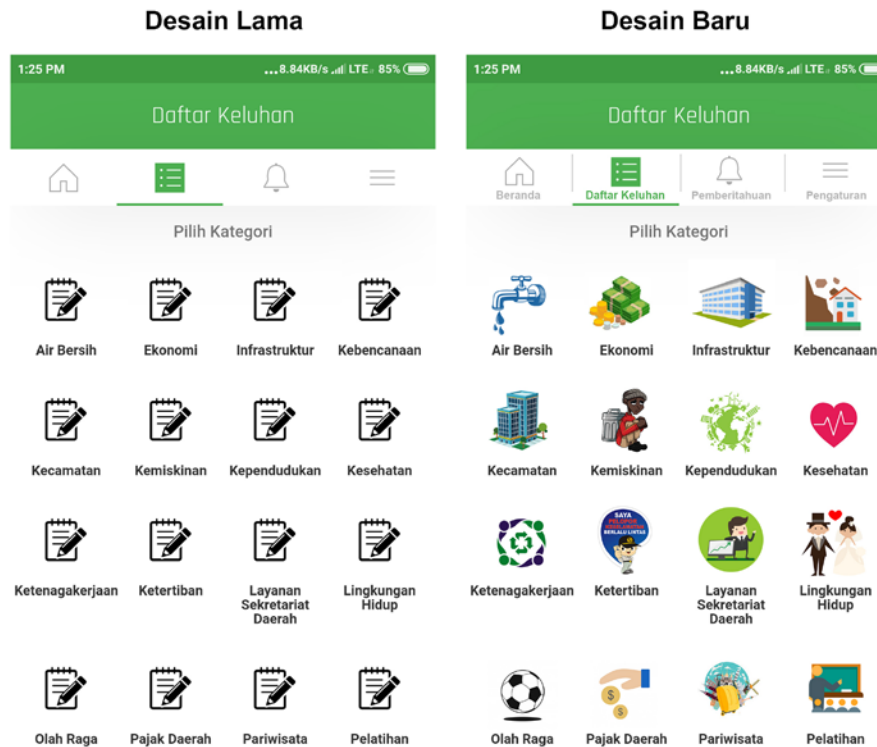 Desain Lama
Desain Baru
1:25 PM
...8.84KB/s LTE 85%
Daftar Keluhan
Pilih Kategori
Air Bersih Ekonomi Infrastruktur Kebencanaan
Kecamatan Kemiskinan Kependudukan Kesehatan
Ketenagakerjaan Ketertiban Layanan Sekretariat Daerah Lingkungan Hidup
Olah Raga Pajak Daerah Pariwisata Pelatihan
1:25 PM
...8.84KB/s LTE 85%
Daftar Keluhan
Beranda Daftar Keluhan Pemberitahuan Pengaturan
Pilih Kategori
Air Bersih Ekonomi Infrastruktur Kebencanaan
Kecamatan Kemiskinan Kependudukan Kesehatan
SAYA
PELOPOR
KESELAMATAN
BERLALU LINTAS
Ketenagakerjaan Ketertiban Layanan Sekretariat Daerah Lingkungan Hidup
Olah Raga Pajak Daerah Pariwisata Pelatihan